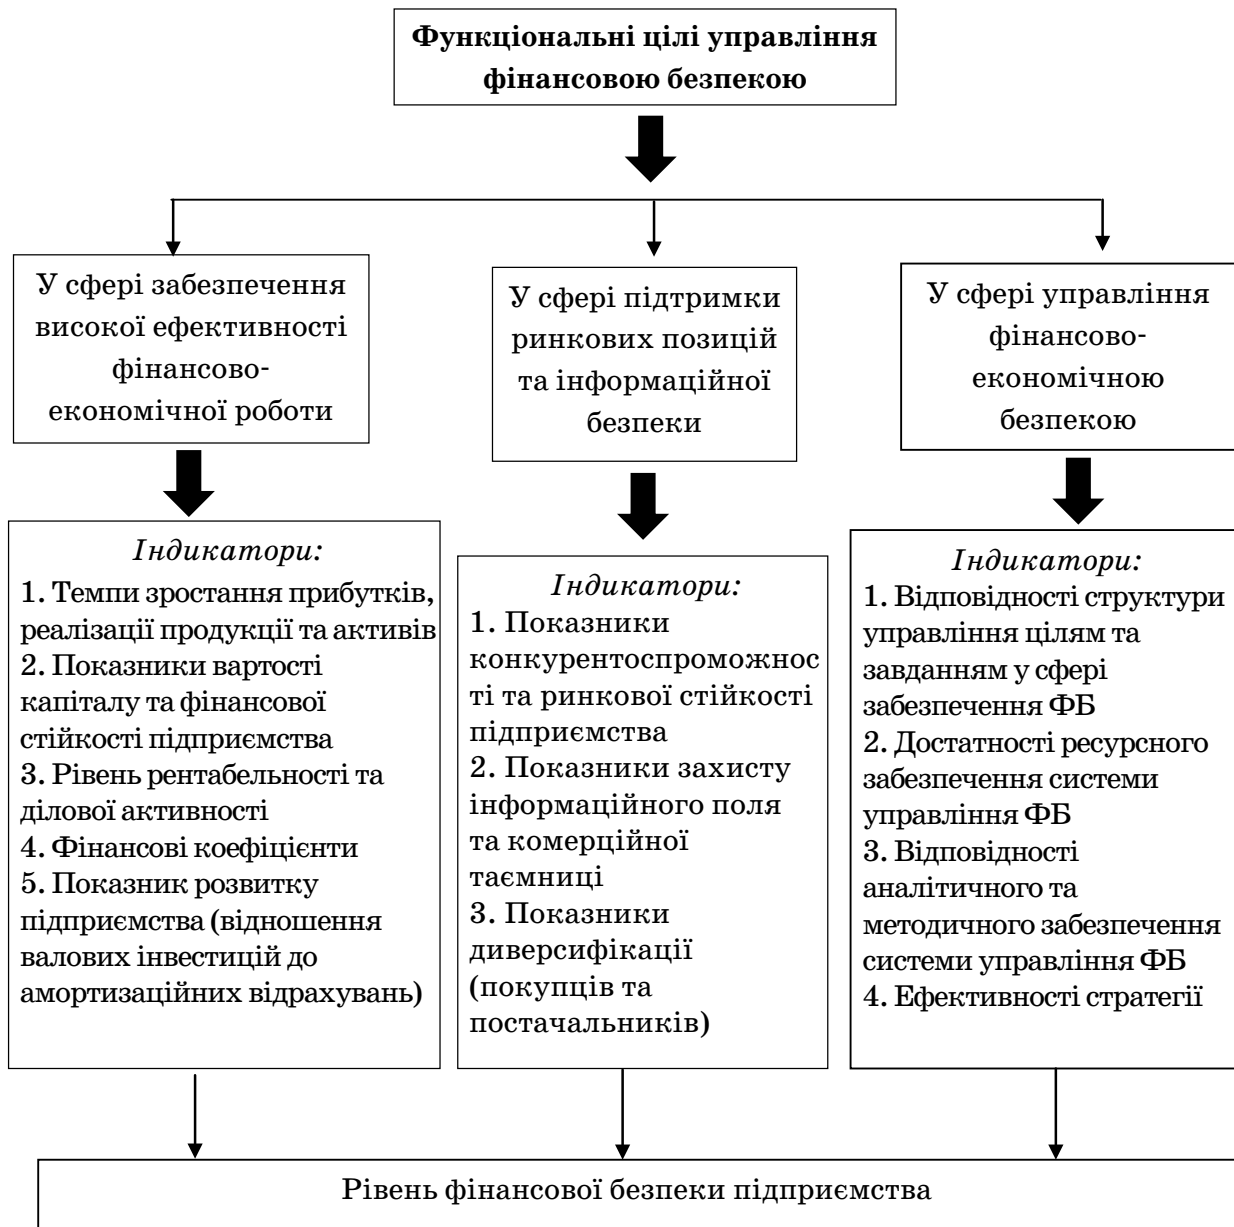 Функціональні цілі управління
фінансовою безпекою
У сфері забезпечення
високої ефективності
фінансово-
економічної роботи
У сфері підтримки
ринкових позицій
та інформаційної
безпеки
У сфері управління
фінансово-
економічною
безпекою
Індикатори:
1. Темпи зростання прибутків,
реалізації продукції та активів
2. Показники вартості
капіталу та фінансової
стійкості підприємства
3. Рівень рентабельності та
ділової активності
4. Фінансові коефіцієнти
5. Показник розвитку
підприємства (відношення
валових інвестицій до
амортизаційних відрахувань)
Індикатори:
1. Показники
конкурентоспроможнос
ті та ринкової стійкості
підприємства
2. Показники захисту
інформаційного поля
та комерційної
таємниці
3. Показники
диверсифікації
(покупців та
постачальників)
Індикатори:
1. Відповідності структури
управління цілям та
завданням у сфері
забезпечення ФБ
2. Достатності ресурсного
забезпечення системи
управління ФБ
3. Відповідності
аналітичного та
методичного забезпечення
системи управління ФБ
4. Ефективності стратегії
Рівень фінансової безпеки підприємства